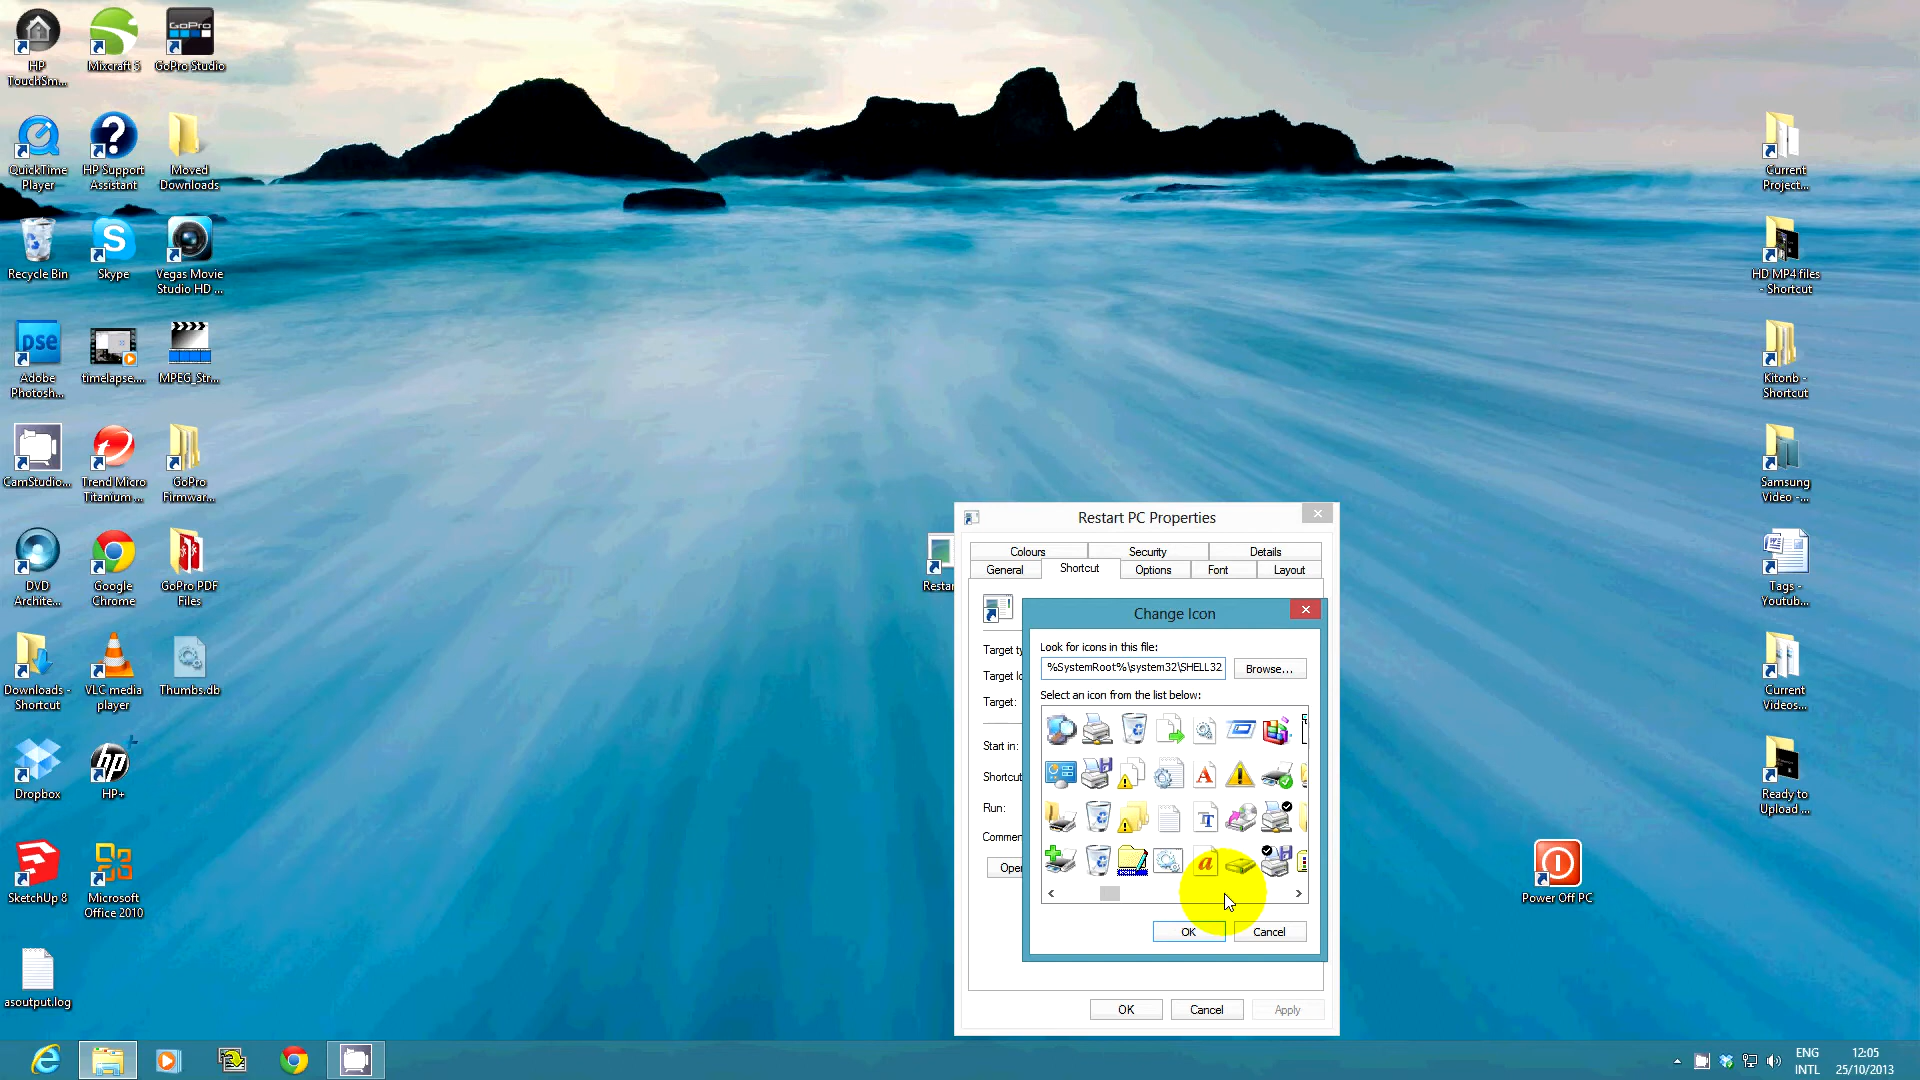 HP
TouchSm...
Mixcraft 5
GoPro
GoPro Studio
QuickTime
Player
HP Support
Assistant
Moved
Downloads
Recycle Bin
Skype
Vegas Movie
Studio HD ...
pse
Adobe
Photosh...
timelapse....
MPEG_Str...
CamStudio...
Trend Micro
Titanium ...
GoPro
Firmwar...
DVD
Archite...
Google
Chrome
GoPro PDF
Files
Downloads -
Shortcut
VLC media
player
Thumbs.db
Dropbox
HP+
SketchUp 8
Microsoft
Office 2010
asoutput.log
Current
Project...
HD MP4 files
- Shortcut
Kitonb -
Shortcut
Samsung
Video -...
Tags -
Youtub...
Current
Videos...
Ready to
Upload ...
Power Off PC
Restar
Restart PC Properties
Colours
Security
Details
General
Shortcut
Options
Font
Layout
Target ty
Target lo
Target:
Start in:
Shortcut
Run:
Commen
Open
Change Icon
Look for icons in this file:
%SystemRoot%\system32\SHELL32
Browse...
Select an icon from the list below:
OK
Cancel
OK
Cancel
Apply
ENG
INTL
12:05
25/10/2013